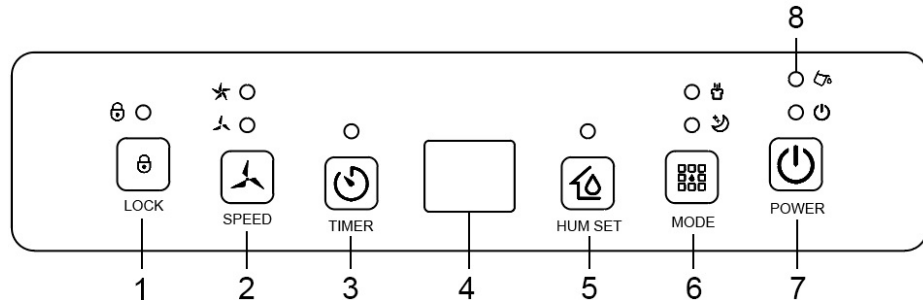 8
LOCK
SPEED
TIMER
HUM SET
MODE
POWER
1 2 3 4 5 6 7